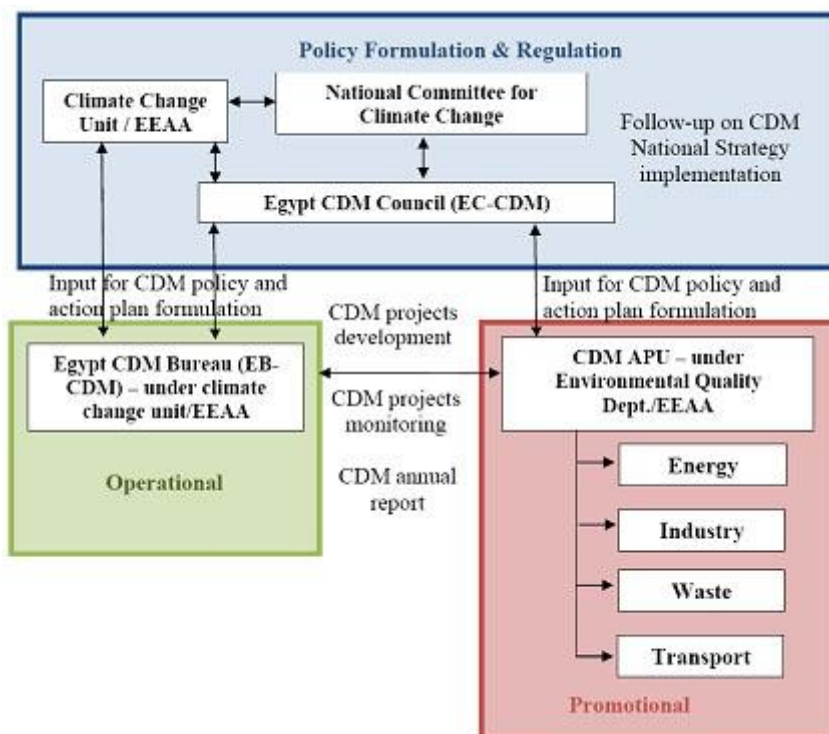 Policy Formulation & Regulation
Climate Change
Unit / EEAA
National Committee for
Climate Change
Follow-up on CDM
National Strategy
implementation
Egypt CDM Council (EC-CDM)
Input for CDM policy and
action plan formulation
Input for CDM policy and
action plan formulation
CDM projects
development
Egypt CDM Bureau (EB-
CDM) – under climate
change unit/EEAA
CDM APU – under
Environmental Quality
Dept./EEAA
CDM projects
monitoring
CDM annual
report
Operational
Energy
Industry
Waste
Transport
Promotional